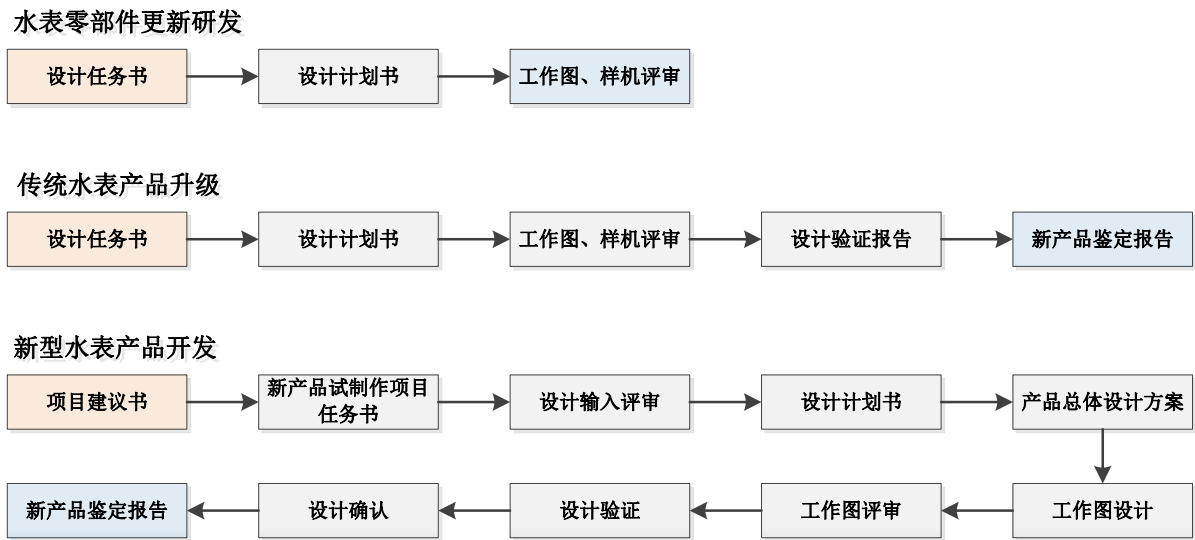 水表零部件更新研发
设计任务书
设计计划书
工作图、样机评审
传统水表产品升级
设计任务书
设计计划书
工作图、样机评审
设计验证报告
新产品鉴定报告
新型水表产品开发
项目建议书
新产品试制作项目
任务书
设计输入评审
设计计划书
产品总体设计方案
工作图设计
工作图评审
设计验证
设计确认
新产品鉴定报告